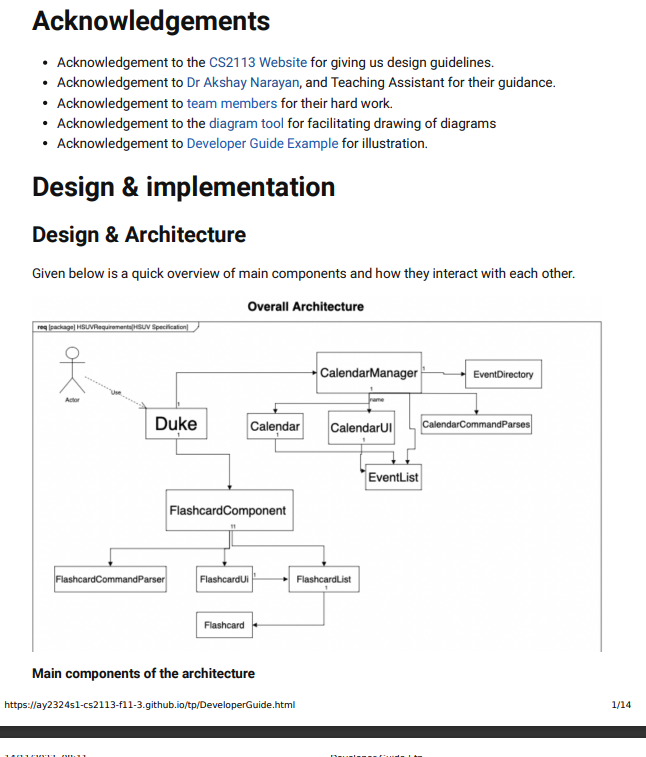 Acknowledgements
• Acknowledgement to the CS2113 Website for giving us design guidelines.
• Acknowledgement to Dr Akshay Narayan, and Teaching Assistant for their guidance.
• Acknowledgement to team members for their hard work.
• Acknowledgement to the diagram tool for facilitating drawing of diagrams
• Acknowledgement to Developer Guide Example for illustration.
Design & implementation
Design & Architecture
Given below is a quick overview of main components and how they interact with each other.
Overall Architecture
req [package] HSUVRequirements[HSUV Specification]
Actor
Use
Duke
1
1
CalendarManager
1
1
name
EventDirectory
Calendar
1
CalendarUI
1
CalendarCommandParses
EventList
FlashcardComponent
11
FlashcardCommandParser
FlashcardUi
1
FlashcardList
1
Flashcard
Main components of the architecture
https://ay2324s1-cs2113-f11-3.github.io/tp/DeveloperGuide.html
1/14